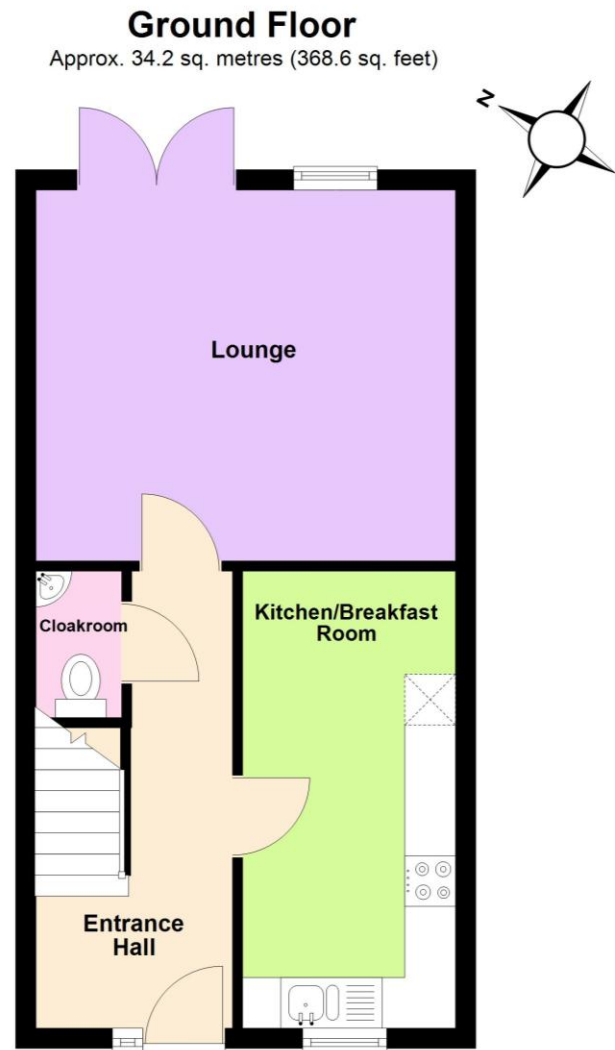 Ground Floor
Approx. 34.2 sq. metres (368.6 sq. feet)
N
Lounge
Cloakroom
Kitchen/Breakfast
Room
Entrance
Hall